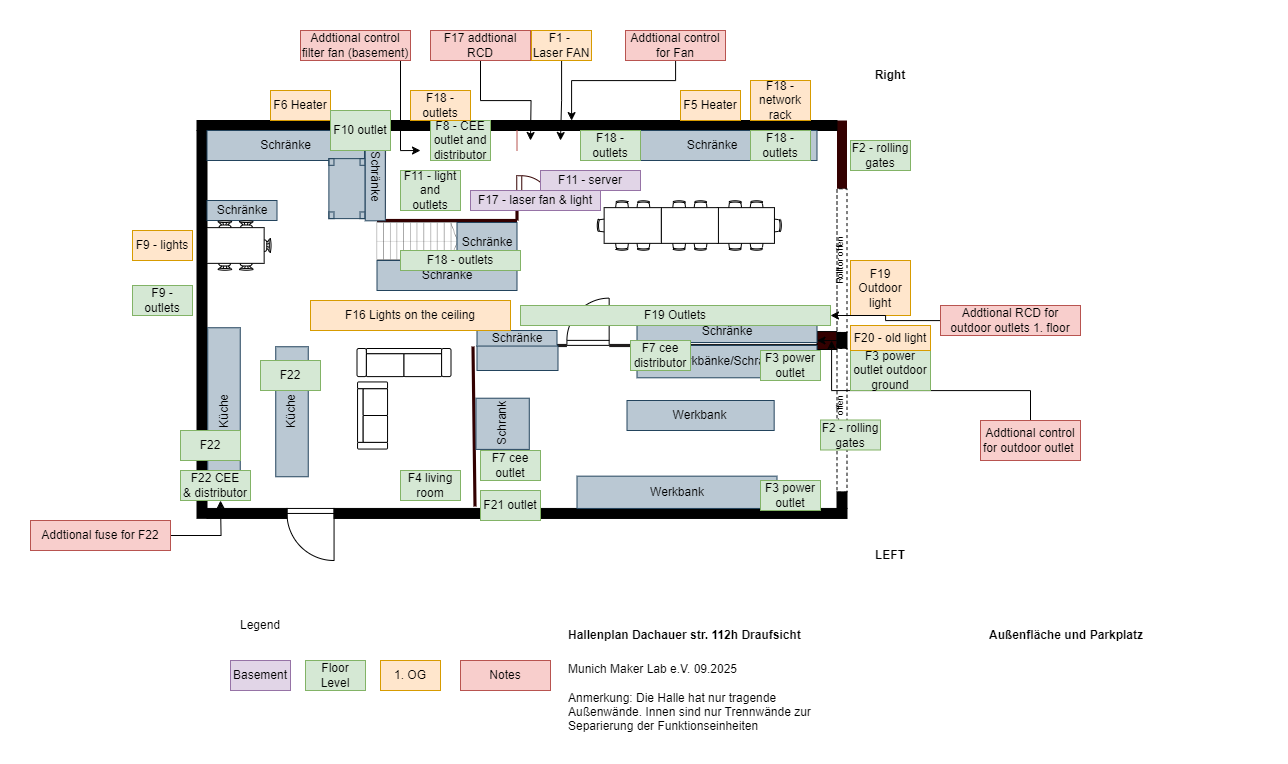 Addtional control
filter fan (basement)
F17 addtional
RCD
F1 -
Laser FAN
Addtional control
for Fan
Right
F6 Heater
F18 -
outlets
F5 Heater
F18 -
network
rack
F10 outlet
F8 - CEE
outlet and
distributor
F18 -
outlets
F18 -
outlets
F2 - rolling
gates
Schränke
Schränke
Schränke
F11 - light
and
outlets
F11 - server
F17 - laser fan & light
Schränke
F9 - lights
Schränke
F18 - outlets
Schränke
Rolltor offen
F19
Outdoor
light
F9 -
outlets
F16 Lights on the ceiling
F19 Outlets
Addtional RCD for
outdoor outlets 1. floor
Schränke
Schränke
F20 - old light
F7 cee
distributor
kbänke/Schra
F3 power
outlet
F3 power
outlet outdoor
ground
F22
Küche
Küche
Schrank
Werkbank
offen
F2 - rolling
gates
Addtional control
for outdoor outlet
F22
F7 cee
outlet
F22 CEE
& distributor
F4 living
room
Werkbank
F3 power
outlet
F21 outlet
Addtional fuse for F22
LEFT
Legend
Hallenplan Dachauer str. 112h Draufsicht
Außenfläche und Parkplatz
Basement
Floor
Level
1. OG
Notes
Munich Maker Lab e.V. 09.2025
Anmerkung: Die Halle hat nur tragende
Außenwände. Innen sind nur Trennwände zur
Separierung der Funktionseinheiten